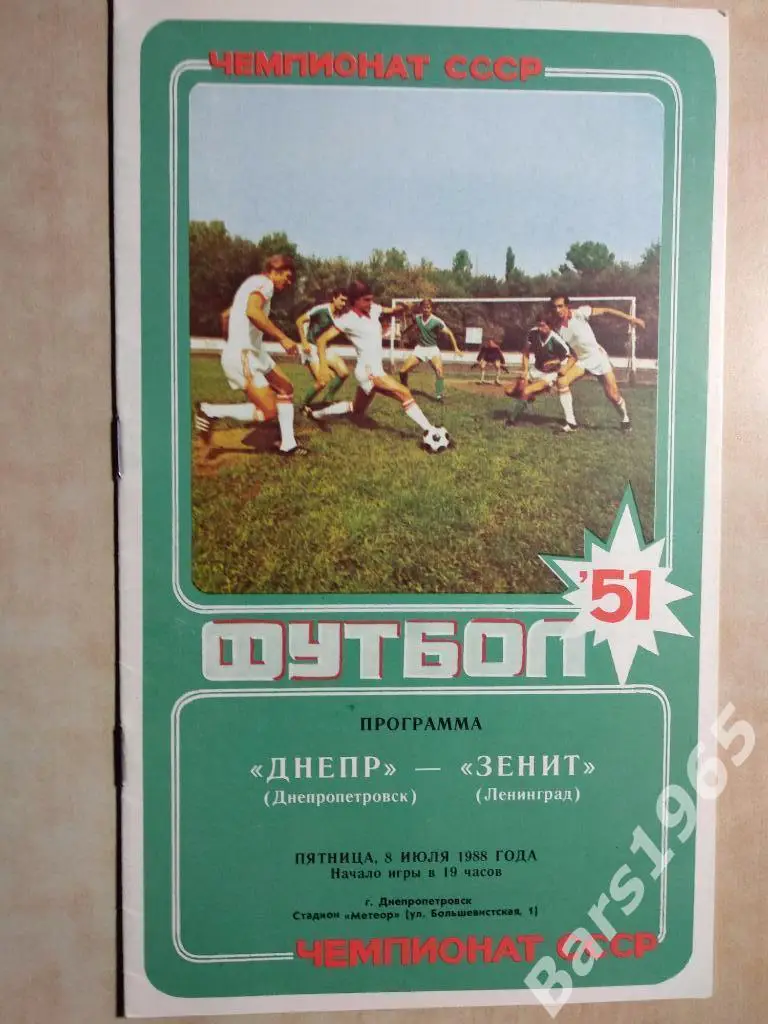 ЧЕМПИОНАТ СССР
'51
ФУТБОЛ
ПРОГРАММА
«ДНЕПР» — «ЗЕНИТ»
(Днепропетровск) (Ленинград)
ПЯТНИЦА, 8 ИЮЛЯ 1988 ГОДА
Начало игры в 19 часов
г. Днепропетровск
Стадион «Метеор» (ул. Большевистская, 1)
ЧЕМПИОНАТ СССР
Bars1965